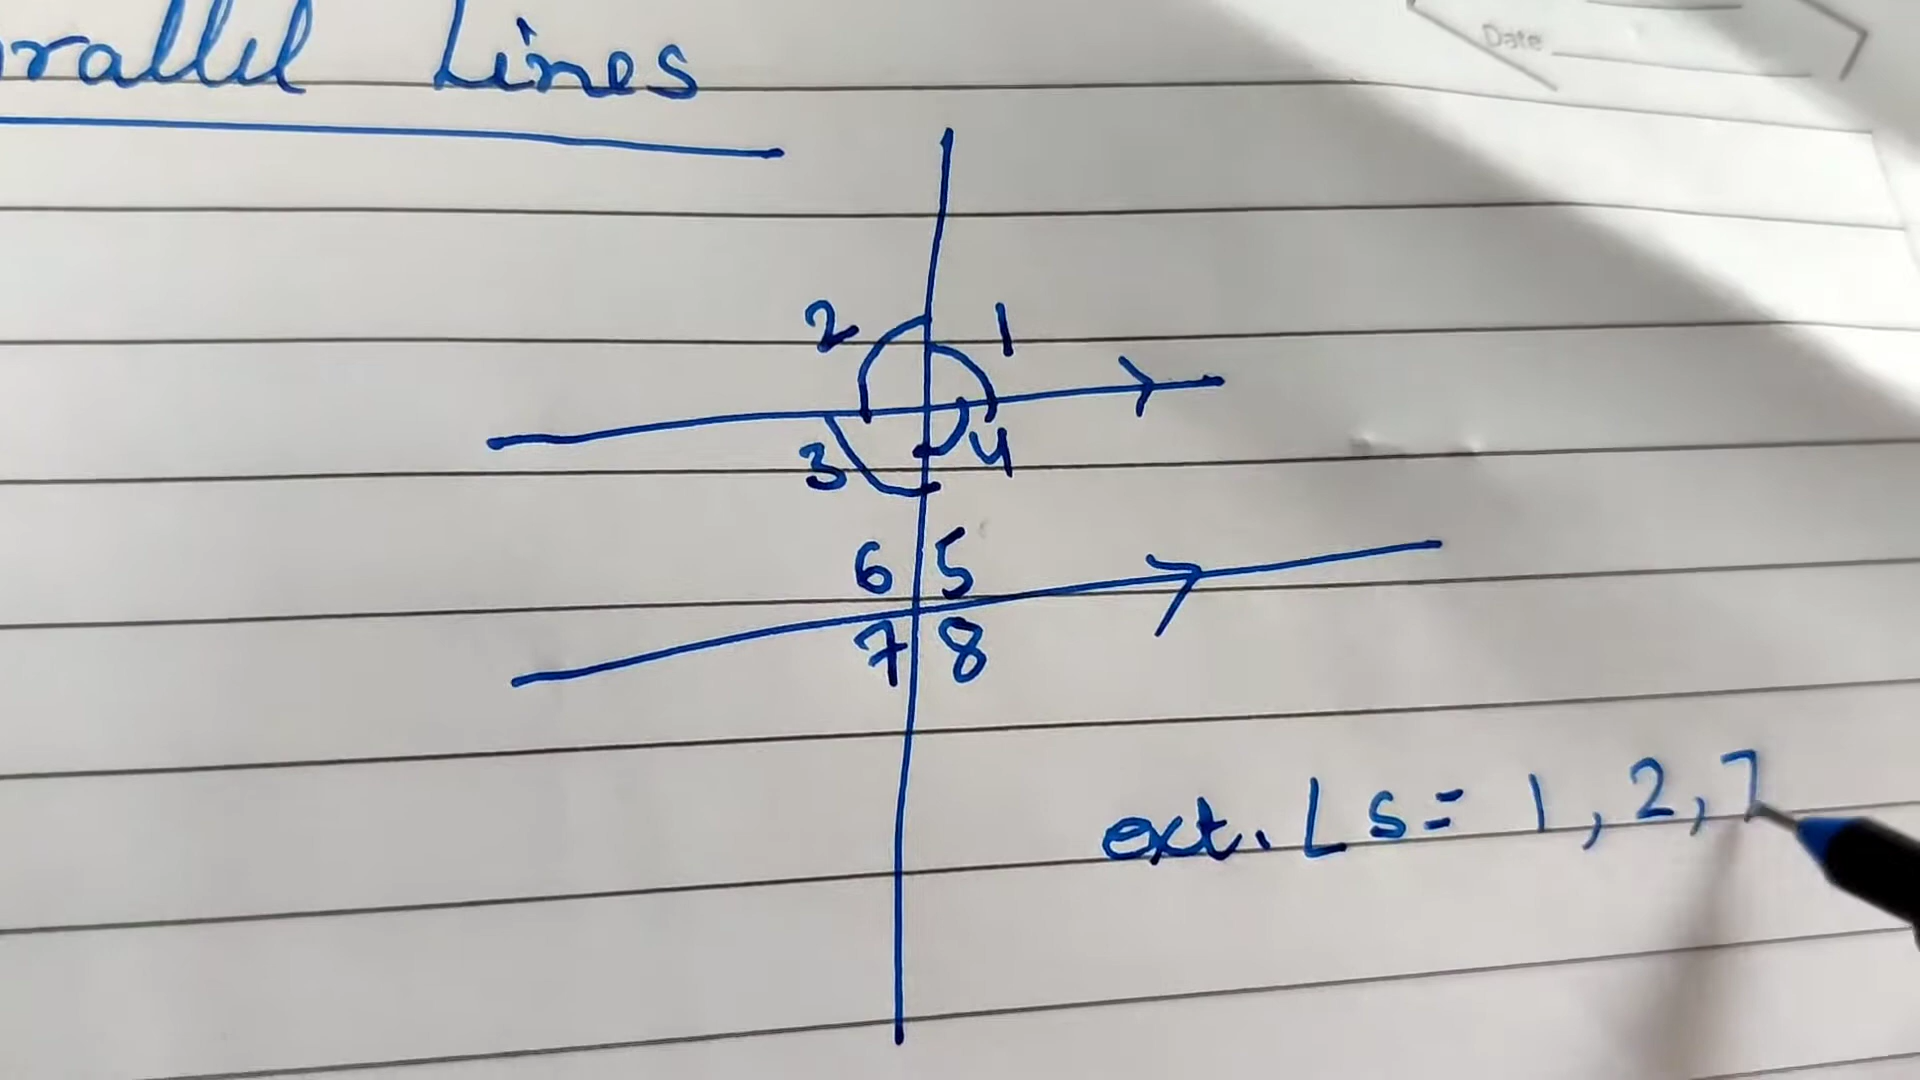 rallel Lines
Date
2 1
3 4
6 5
7 8
ext. ∠s = 1, 2, 7